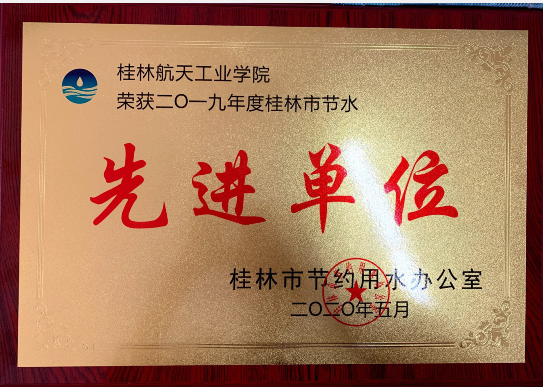 桂林航天工业学院
荣获二〇一九年度桂林市节水
先进单位
桂林市节约用水办公室
二〇二〇年五月